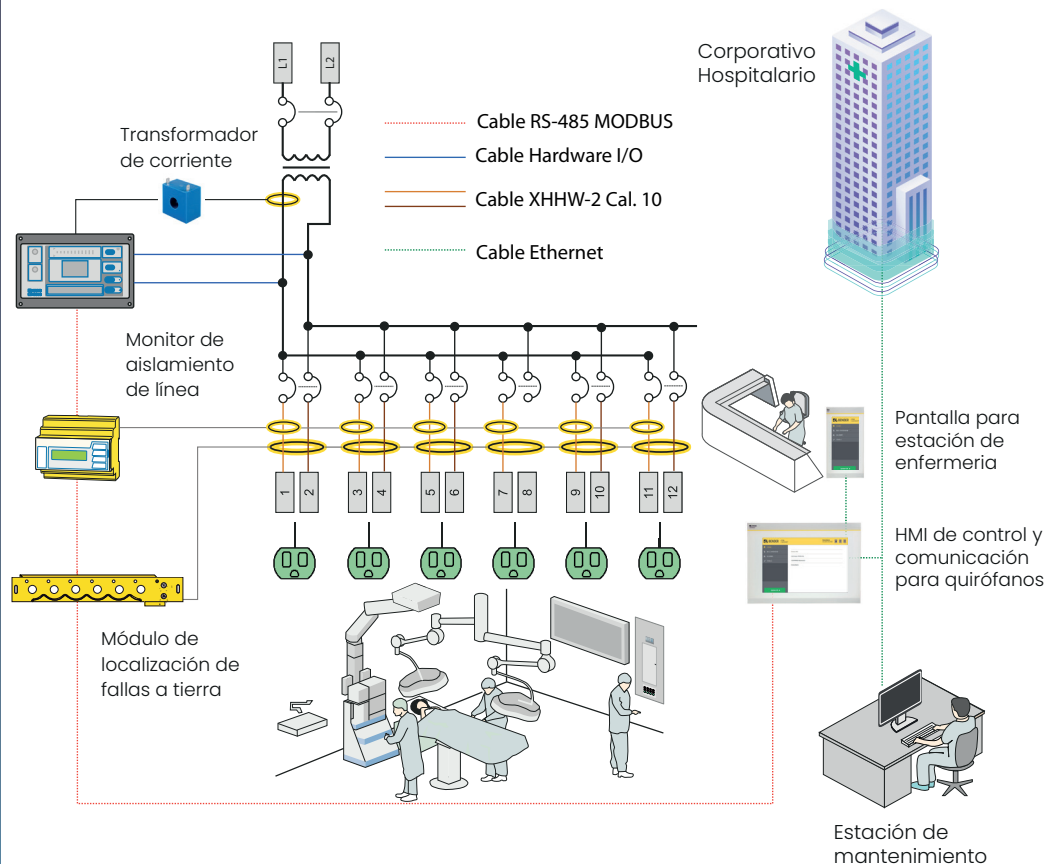 L1
L2
Corporativo
Hospitalario
Transformador
de corriente
Cable RS-485 MODBUS
Cable Hardware I/O
Cable XHHW-2 Cal. 10
Cable Ethernet
Monitor de
aislamiento
de línea
Pantalla para
estación de
enfermeria
1
2
3
4
5
6
7
8
9
10
11
12
HMI de control y
comunicación
para quirófanos
Módulo de
localización de
fallas a tierra
Estación de
mantenimiento